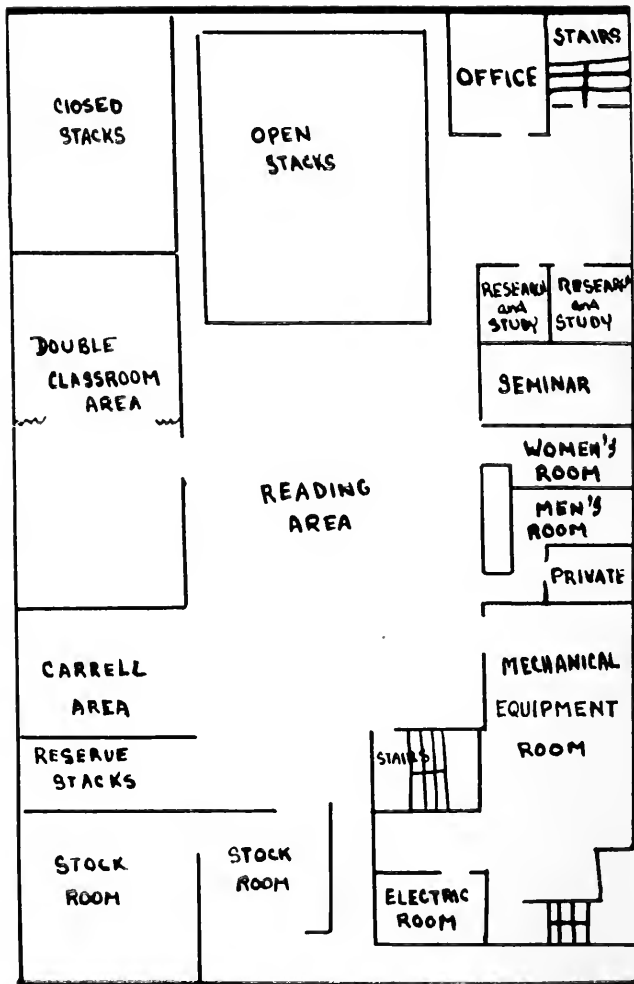 STAIRS
OFFICE
CLOSED
STACKS
OPEN
STACKS
RESEARCH
and
STUDY
RESEARCH
and
STUDY
DOUBLE
CLASSROOM
AREA
SEMINAR
WOMEN'S
ROOM
READING
AREA
MEN'S
ROOM
PRIVATE
CARRELL
AREA
MECHANICAL
EQUIPMENT
ROOM
RESERVE
STACKS
STAIRS
STOCK
ROOM
STOCK
ROOM
ELECTRIC
ROOM